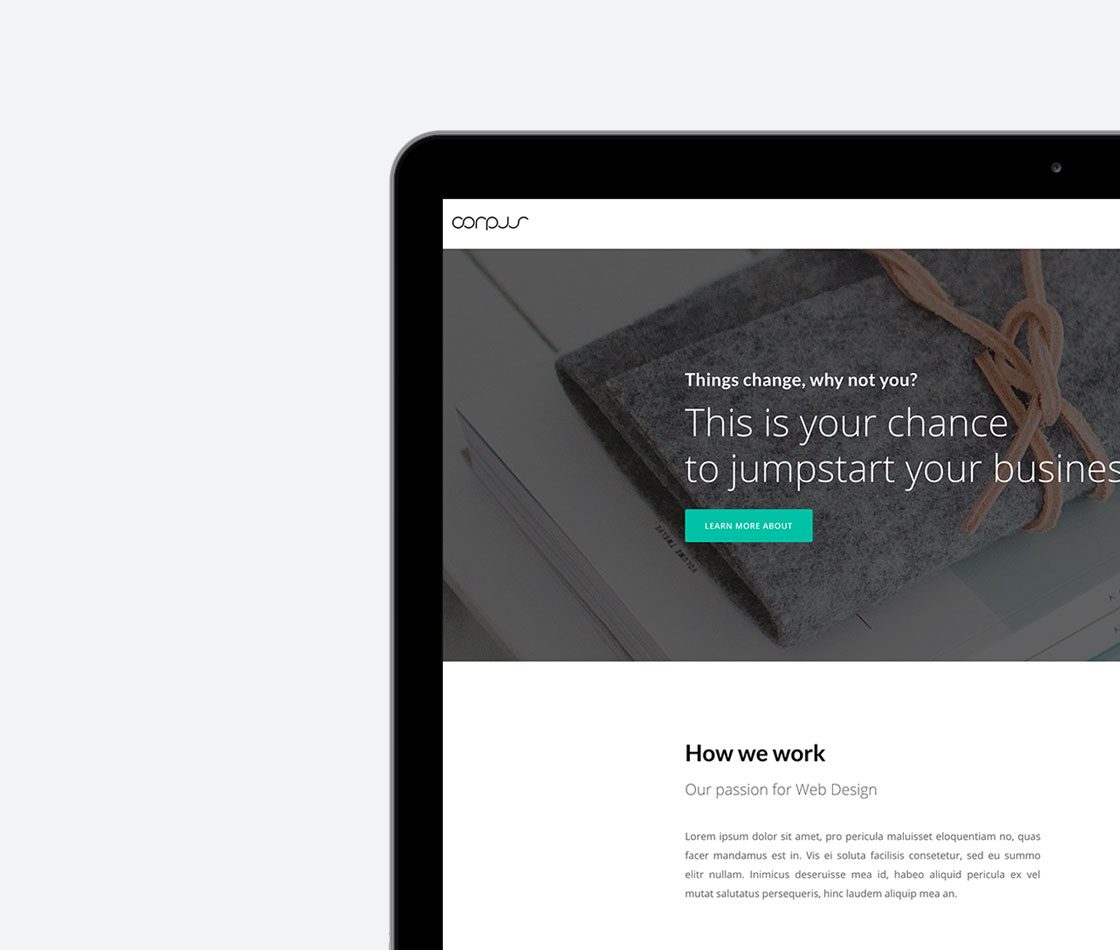 corpus
Things change, why not you?
This is your chance
to jumpstart your busines
LEARN MORE ABOUT
VOLUME TWELVE
How we work
Our passion for Web Design
Lorem ipsum dolor sit amet, pro pericula maluisset eloquentiam no, quas
facer mandamus est in. Vis ei soluta facilisis consetetur, sed eu summo
elitr nullam. Inimicus deseruisse mea id, habeo aliquid pericula ex vel
mutat salutatus persequeris, hinc laudem aliquip mea an.